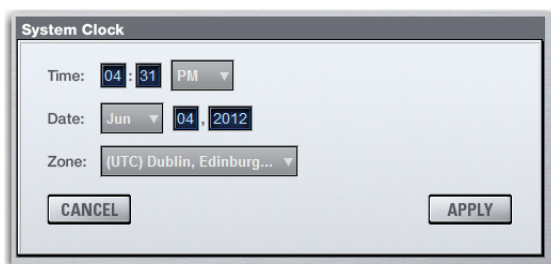 System Clock
Time: 04 : 31 PM
Date: Jun 04 , 2012
Zone: (UTC) Dublin, Edinburg...
CANCEL APPLY